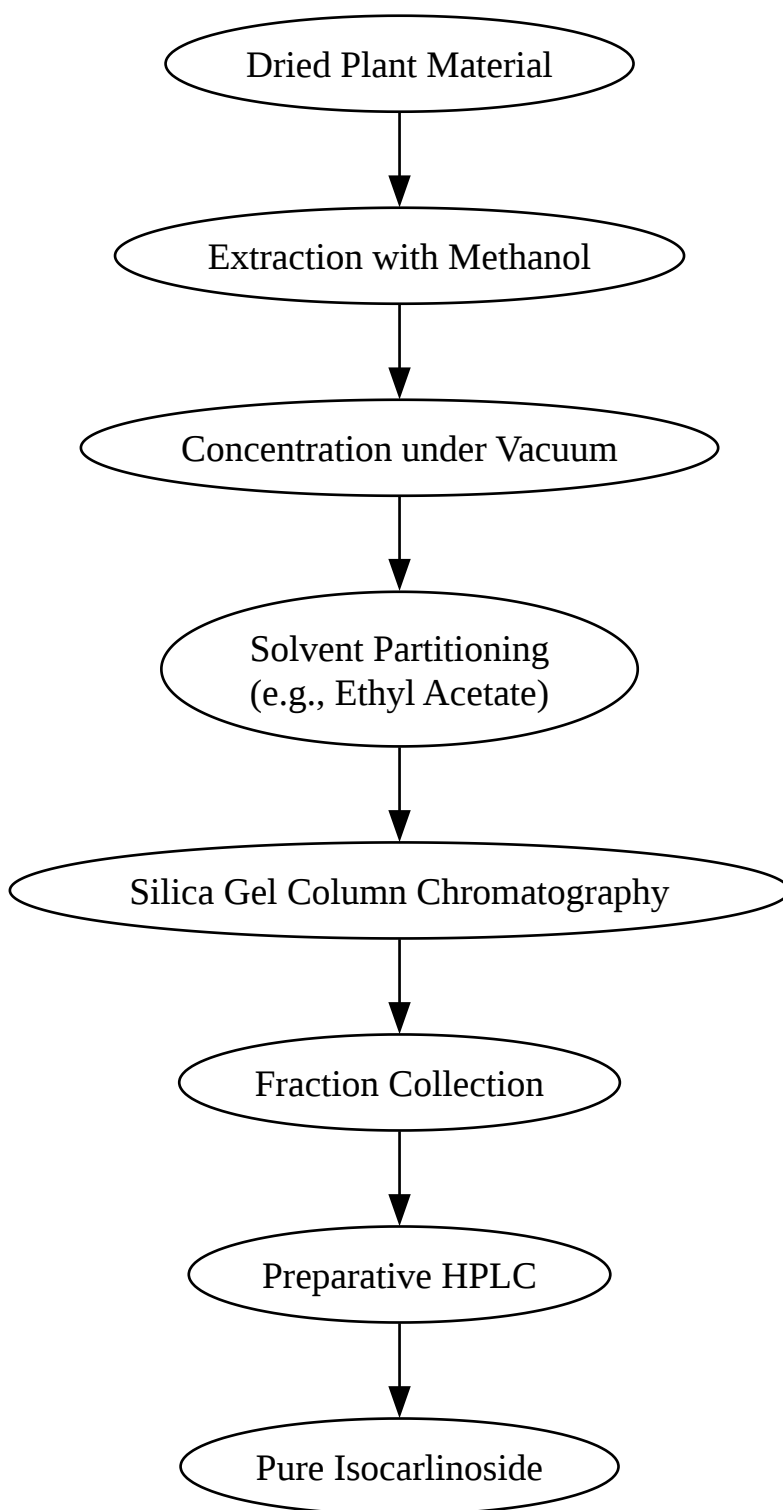 Dried Plant Material
Extraction with Methanol
Concentration under Vacuum
Solvent Partitioning
(e.g., Ethyl Acetate)
Silica Gel Column Chromatography
Fraction Collection
Preparative HPLC
Pure Isocarlinoside